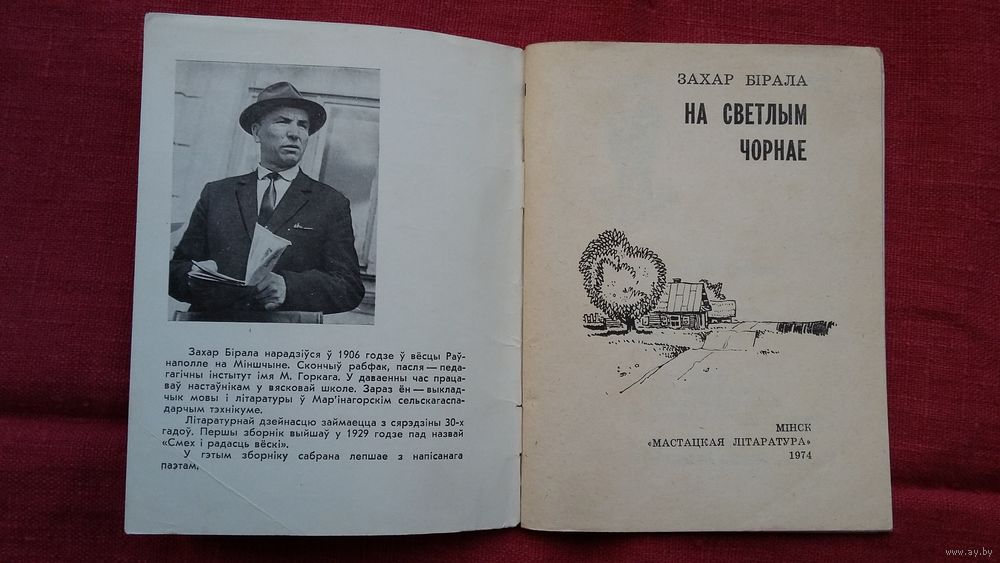 Захар Бірала нарадзіўся ў 1906 годзе ў вёсцы Раў-
наполле на Міншчыне. Скончыў рабфак, пасля — педа-
гагічны інстытут імя М. Горкага. У даваенны час праца-
ваў настаўнікам у вясковай школе. Зараз ён — выклад-
чык мовы і літаратуры ў Мар'інагорскім сельскагаспа-
дарчым тэхнікуме.
Літаратурнай дзейнасцю займаецца з сярэдзіны 30-х
гадоў. Першы зборнік выйшаў у 1929 годзе пад назвай
«Смех і радасць вёскі».
У гэтым зборніку сабрана лепшае з напісанага
паэтам.
ЗАХАР БІРАЛА
НА СВЕТЛЫМ
ЧОРНАЕ
МІНСК
«МАСТАЦКАЯ ЛІТАРАТУРА»
1974
www.ay.by